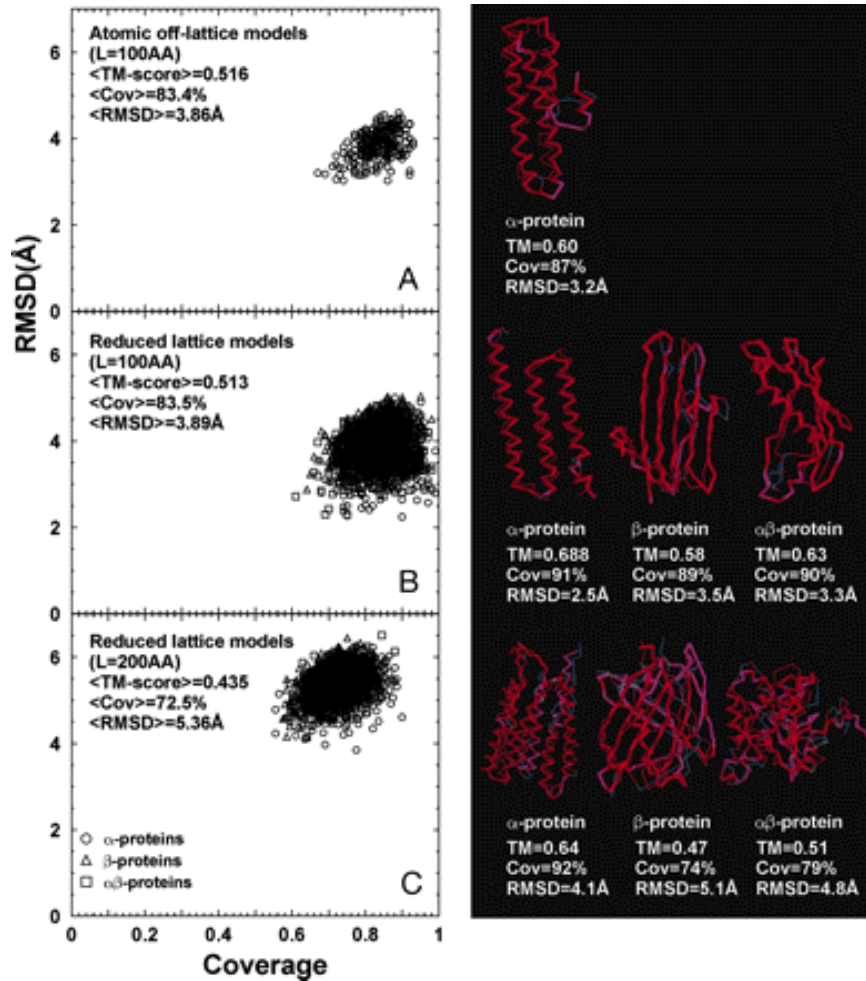 RMSD(Å)
6
4
2
0
Atomic off-lattice models
(L=100AA)
<TM-score>=0.516
<Cov>=83.4%
<RMSD>=3.86Å
A
6
4
2
0
Reduced lattice models
(L=100AA)
<TM-score>=0.513
<Cov>=83.5%
<RMSD>=3.89Å
B
6
4
2
0
Reduced lattice models
(L=200AA)
<TM-score>=0.435
<Cov>=72.5%
<RMSD>=5.36Å
α-proteins
β-proteins
αβ-proteins
C
0 0.2 0.4 0.6 0.8 1
Coverage
α-protein
TM=0.60
Cov=87%
RMSD=3.2Å
α-protein
TM=0.688
Cov=91%
RMSD=2.5Å
β-protein
TM=0.58
Cov=89%
RMSD=3.5Å
αβ-protein
TM=0.63
Cov=90%
RMSD=3.3Å
α-protein
TM=0.64
Cov=92%
RMSD=4.1Å
β-protein
TM=0.47
Cov=74%
RMSD=5.1Å
αβ-protein
TM=0.51
Cov=79%
RMSD=4.8Å